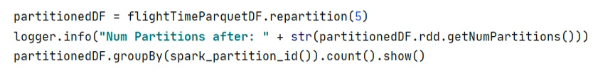 partitionedDF = flightTimeParquetDF.repartition(5)
logger.info("Num Partitions after: " + str(partitionedDF.rdd.getNumPartitions()))
partitionedDF.groupBy(spark_partition_id()).count().show()